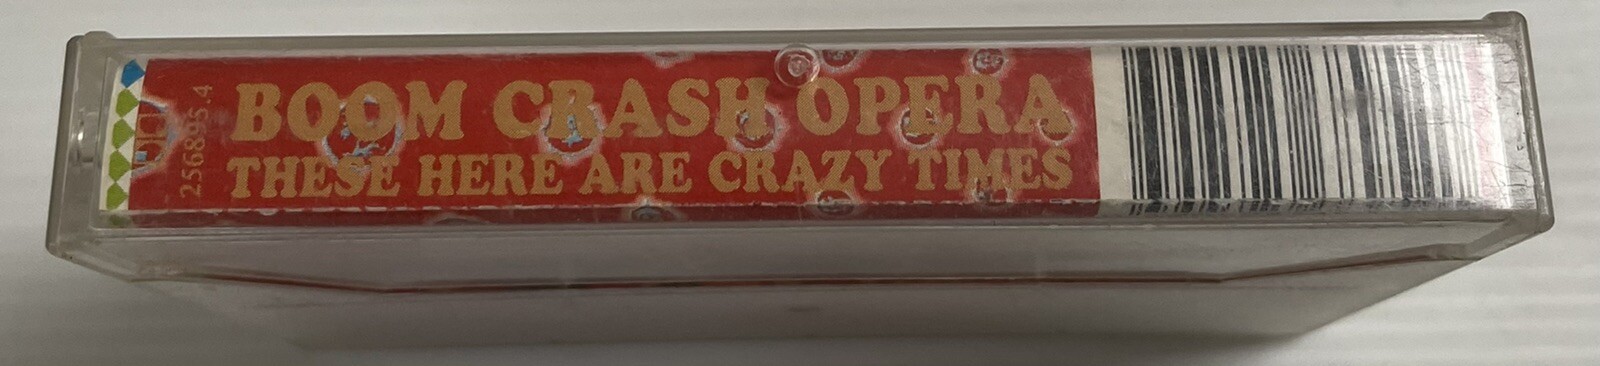 256895.4
BOOM CRASH OPERA
THESE HERE ARE CRAZY TIMES